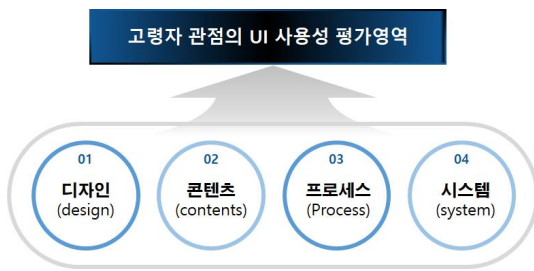 고령자 관점의 UI 사용성 평가영역
01
디자인
(design)
02
콘텐츠
(contents)
03
프로세스
(Process)
04
시스템
(system)